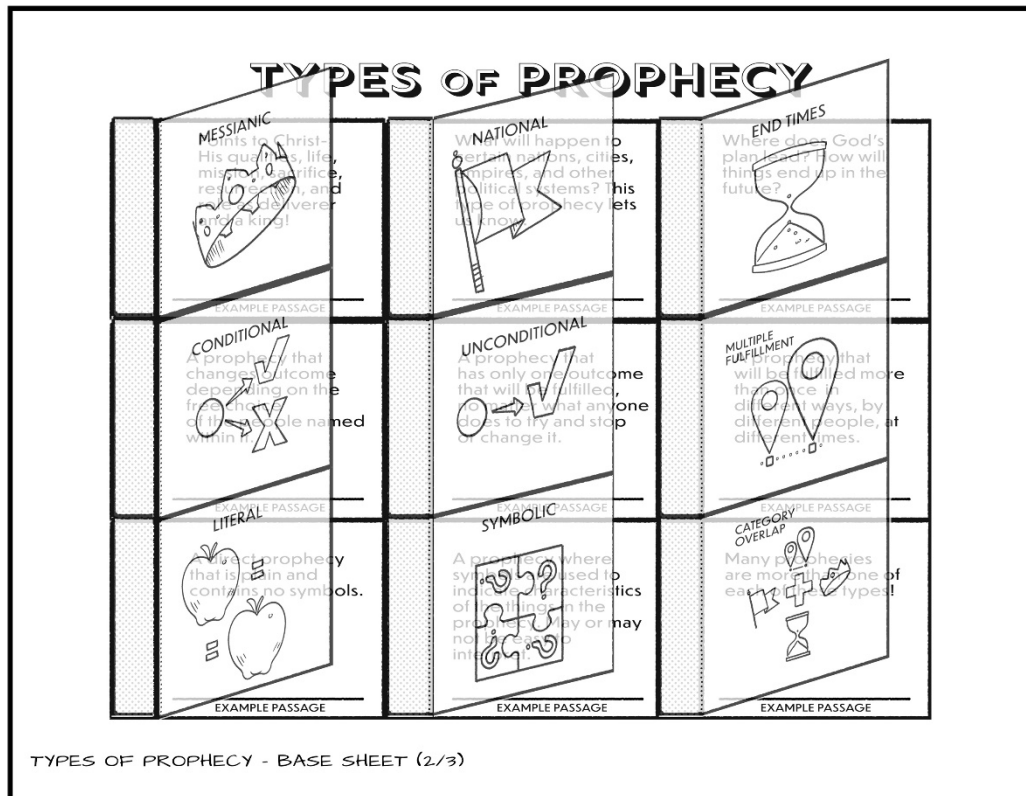 TYPES OF PROPHECY
MESSIANIC
Points to Christ-
His qualities, life,
mission, sacrifice,
resurrection, and
role a deliverer
and a king!
EXAMPLE PASSAGE
NATIONAL
What will happen to
certain nations, cities,
empires, and other
political systems? This
type of prophecy lets
us know.
EXAMPLE PASSAGE
END TIMES
Where does God's
plan lead? How will
things end up in the
future?
EXAMPLE PASSAGE
CONDITIONAL
A prophecy that
changes outcome
depending on the
free choice
of the people named
within it.
EXAMPLE PASSAGE
UNCONDITIONAL
A prophecy that
has only one outcome
that will be fulfilled,
no matter what anyone
does to try and stop
or change it.
EXAMPLE PASSAGE
MULTIPLE
FULFILLMENT
A prophecy that
will be fulfilled more
than once in
different ways, by
different people, at
different times.
EXAMPLE PASSAGE
LITERAL
A direct prophecy
that is plain and
contains no symbols.
EXAMPLE PASSAGE
SYMBOLIC
A prophecy where
symbols used to
indicate characteristics
of the things in the
prophecy. May or may
not be easy to
interpret.
EXAMPLE PASSAGE
CATEGORY
OVERLAP
Many prophecies
are more than one of
each of these types!
EXAMPLE PASSAGE
TYPES OF PROPHECY - BASE SHEET (2/3)